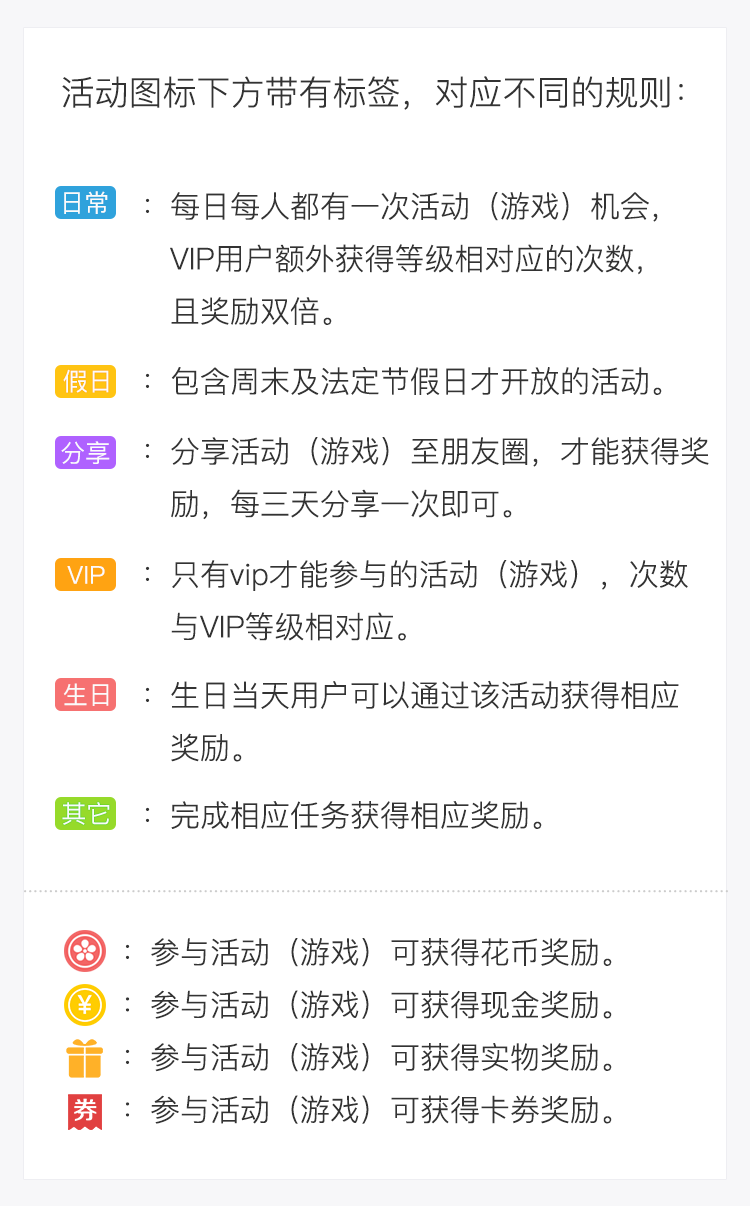 活动图标下方带有标签，对应不同的规则：
日常 ：每日每人都有一次活动（游戏）机会，
VIP用户额外获得等级相对应的次数，
且奖励双倍。
假日 ：包含周末及法定节假日才开放的活动。
分享 ：分享活动（游戏）至朋友圈，才能获得奖
励，每三天分享一次即可。
VIP ：只有vip才能参与的活动（游戏），次数
与VIP等级相对应。
生日 ：生日当天用户可以通过该活动获得相应
奖励。
其它 ：完成相应任务获得相应奖励。
：参与活动（游戏）可获得花币奖励。
¥ ：参与活动（游戏）可获得现金奖励。
：参与活动（游戏）可获得实物奖励。
券 ：参与活动（游戏）可获得卡券奖励。